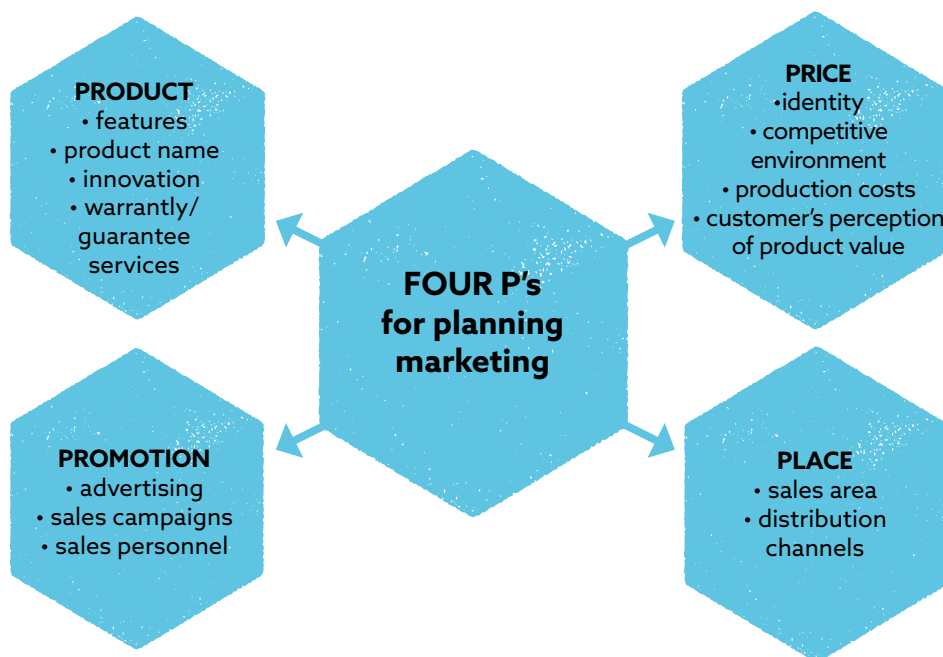 PRODUCT
• features
• product name
• innovation
• warrantly/
guarantee
services
PRICE
•identity
• competitive
environment
• production costs
• customer’s perception
of product value
FOUR P’s
for planning
marketing
PROMOTION
• advertising
• sales campaigns
• sales personnel
PLACE
• sales area
• distribution
channels